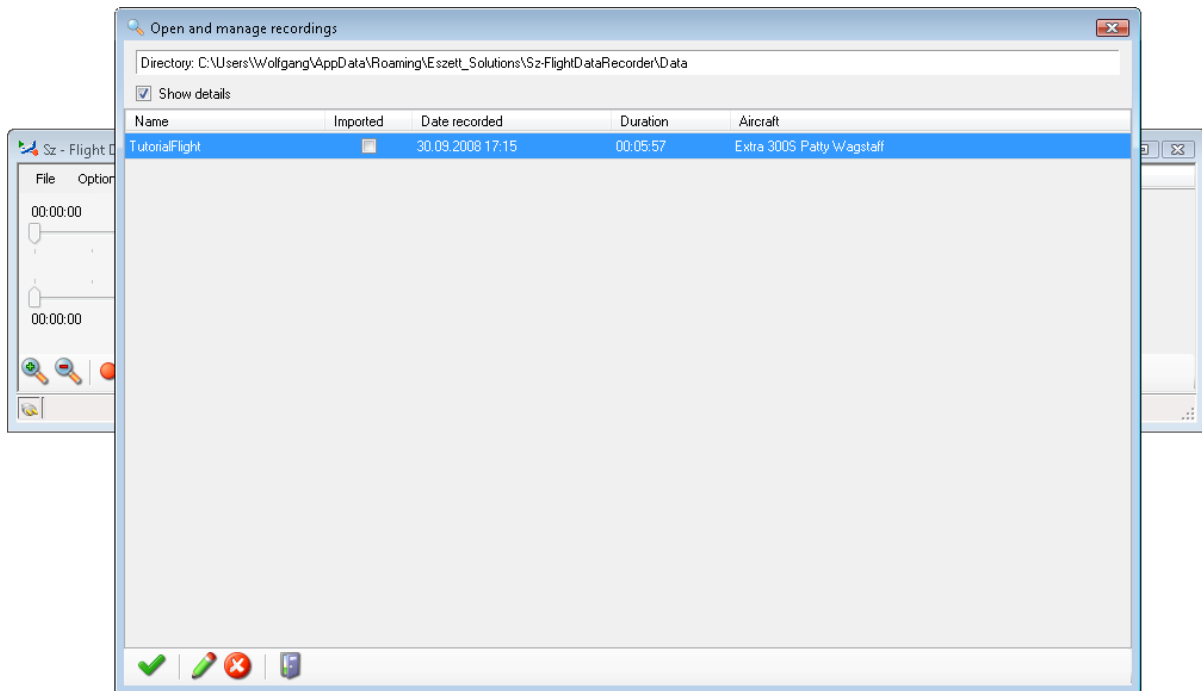 Open and manage recordings
Directory: C:\Users\Wolfgang\AppData\Roaming\Eszett_Solutions\Sz-FlightDataRecorder\Data
Show details
Name Imported Date recorded Duration Aircraft
TutorialFlight 30.09.2008 17:15 00:05:57 Extra 300S Patty Wagstaff
Sz - Flight D
File Option
00:00:00
00:00:00